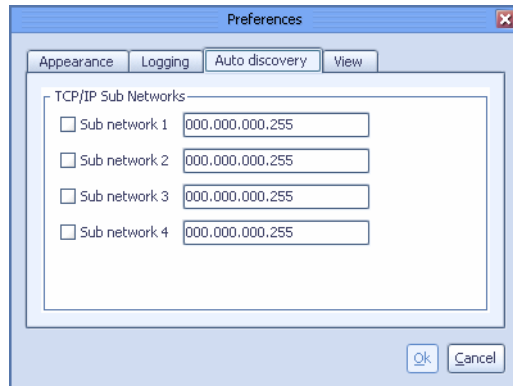 Preferences
Appearance Logging Auto discovery View
TCP/IP Sub Networks
Sub network 1 000.000.000.255
Sub network 2 000.000.000.255
Sub network 3 000.000.000.255
Sub network 4 000.000.000.255
Ok Cancel